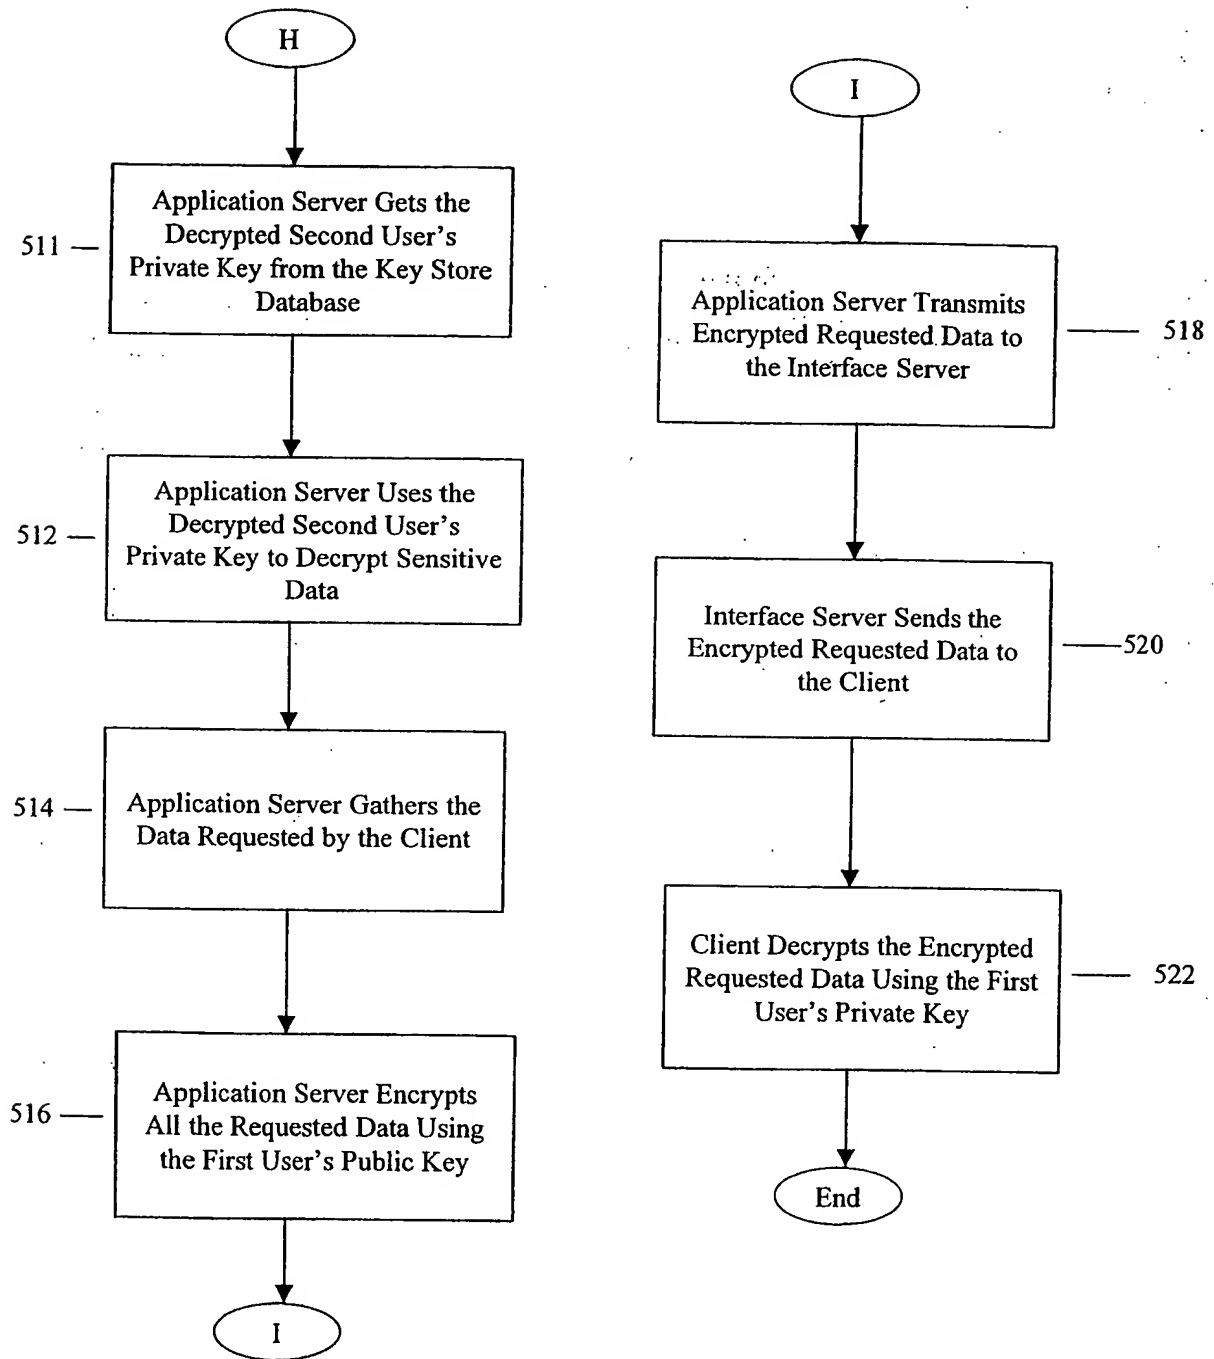 H
511
Application Server Gets the
Decrypted Second User's
Private Key from the Key Store
Database
512
Application Server Uses the
Decrypted Second User's
Private Key to Decrypt Sensitive
Data
514
Application Server Gathers the
Data Requested by the Client
516
Application Server Encrypts
All the Requested Data Using
the First User's Public Key
I
I
Application Server Transmits
Encrypted Requested Data to
the Interface Server
518
Interface Server Sends the
Encrypted Requested Data to
the Client
520
Client Decrypts the Encrypted
Requested Data Using the First
User's Private Key
522
End